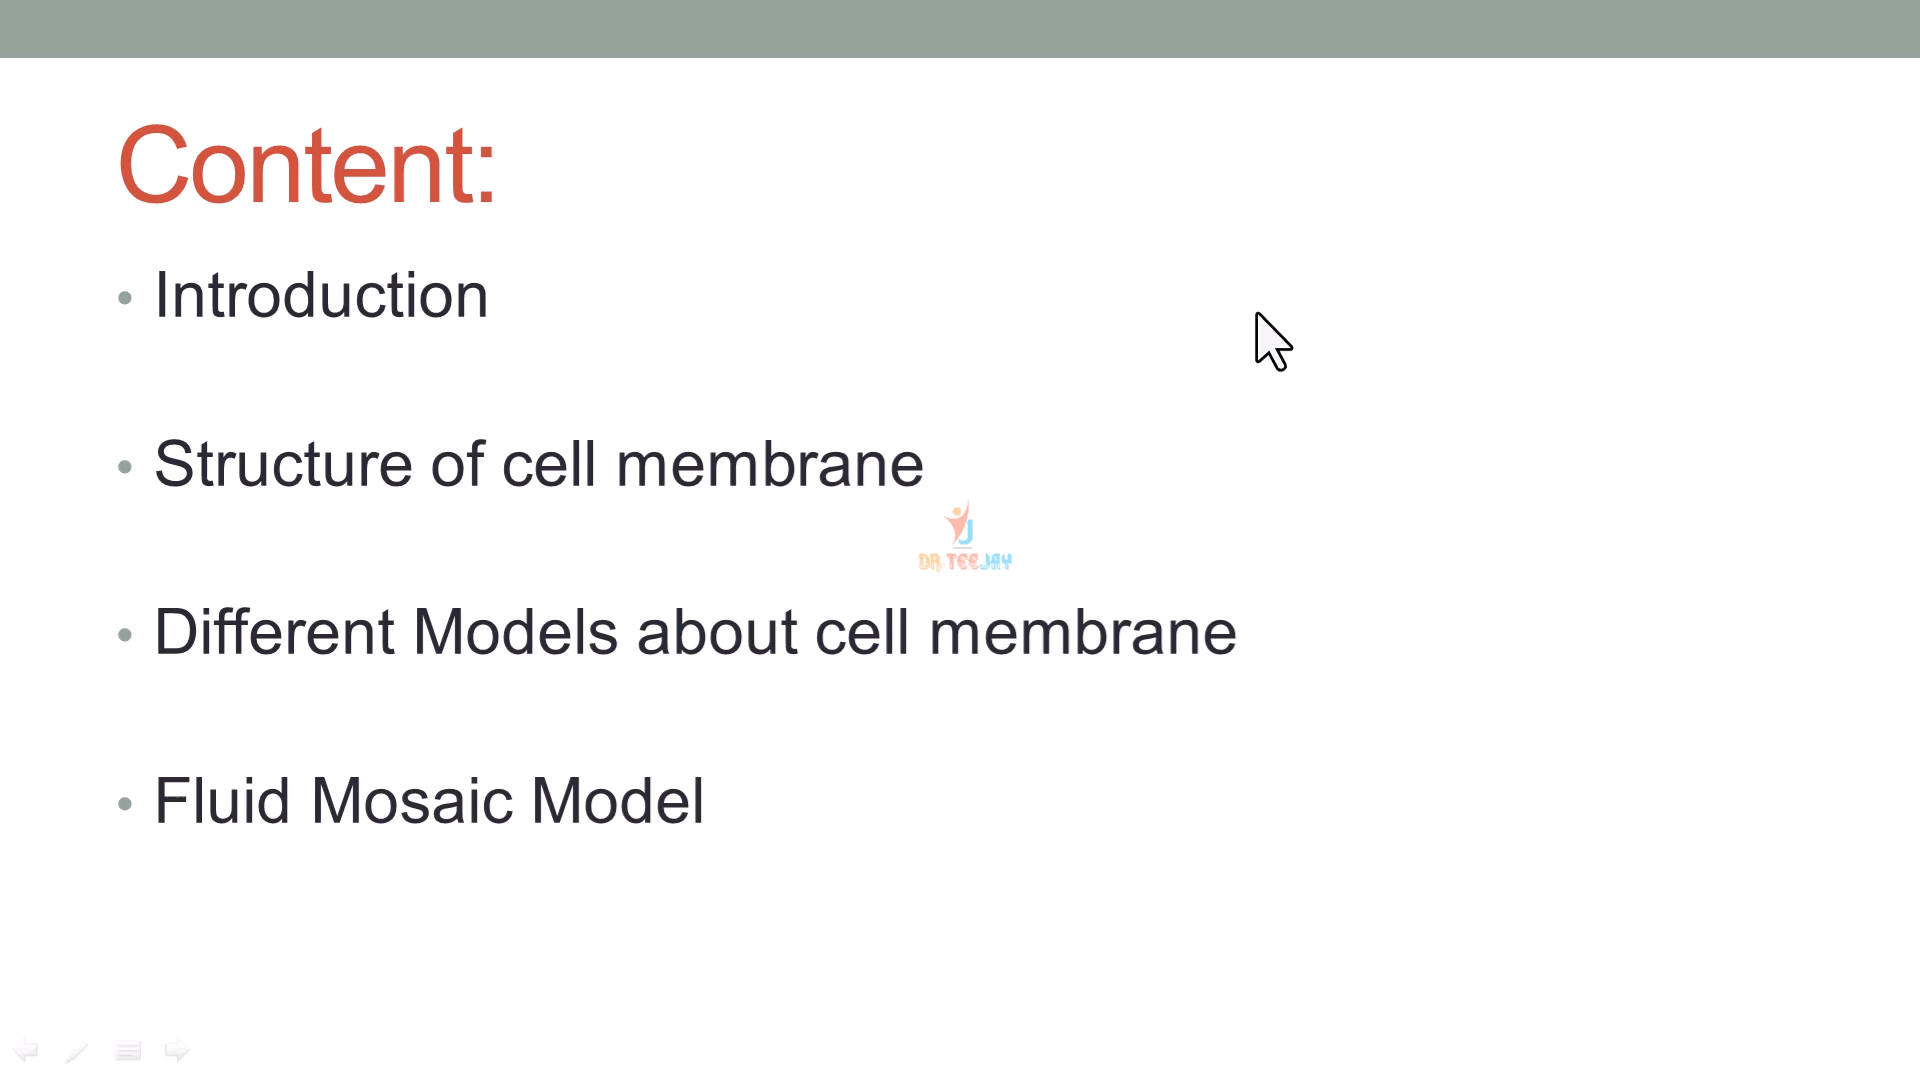 Content:
• Introduction
• Structure of cell membrane
DR TEEJAY
• Different Models about cell membrane
• Fluid Mosaic Model